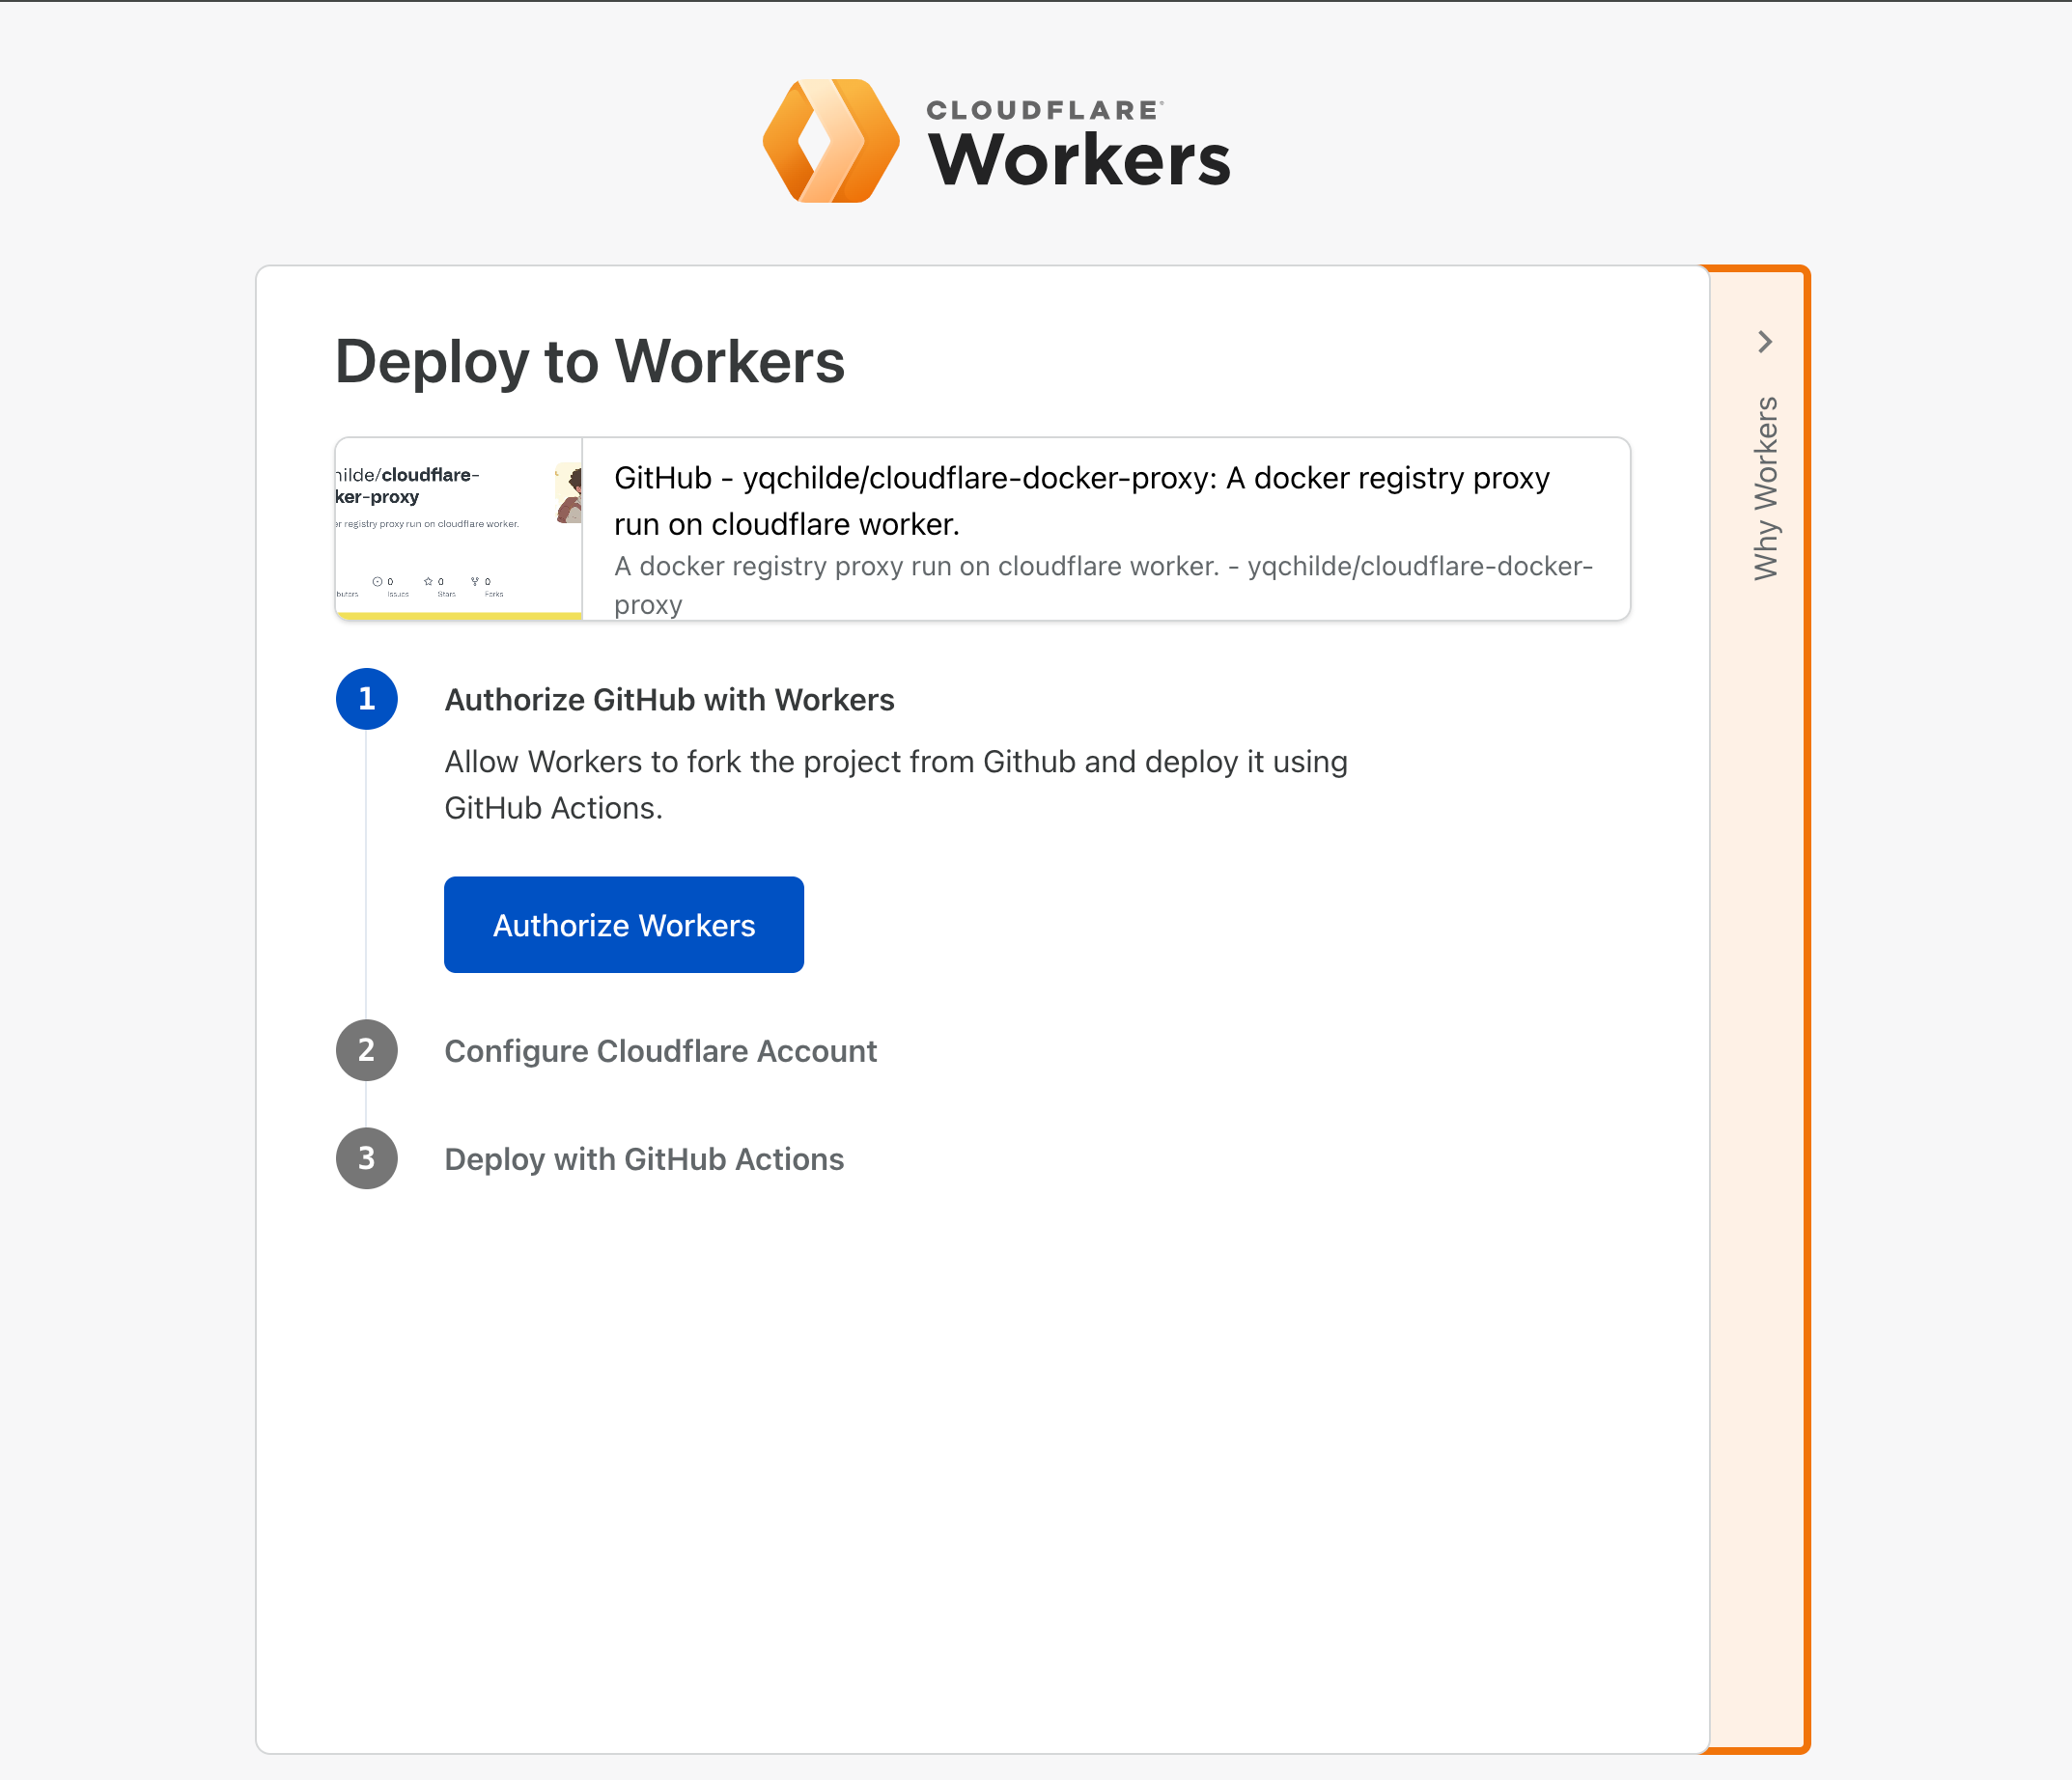 CLOUDFLARE
Workers
Deploy to Workers
hilde/cloudflare-
ker-proxy
er registry proxy run on cloudflare worker.
0
0
0
Issues
Stars
Forks
GitHub - yqchilde/cloudflare-docker-proxy: A docker registry proxy
run on cloudflare worker.
A docker registry proxy run on cloudflare worker. - yqchilde/cloudflare-docker-
proxy
1
Authorize GitHub with Workers
Allow Workers to fork the project from Github and deploy it using
GitHub Actions.
Authorize Workers
2
Configure Cloudflare Account
3
Deploy with GitHub Actions
Why Workers